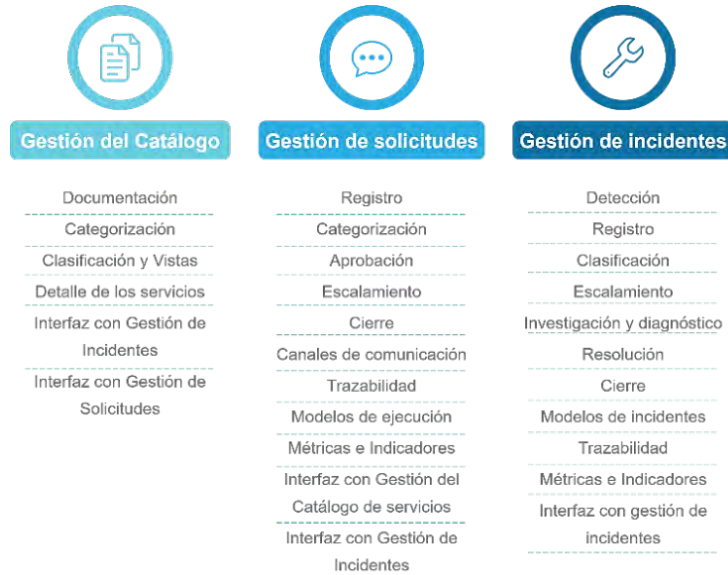 Gestión del Catálogo
Documentación
Categorización
Clasificación y Vistas
Detalle de los servicios
Interfaz con Gestión de
Incidentes
Interfaz con Gestión de
Solicitudes
Gestión de solicitudes
Registro
Categorización
Aprobación
Escalamiento
Cierre
Canales de comunicación
Trazabilidad
Modelos de ejecución
Métricas e Indicadores
Interfaz con Gestión del
Catálogo de servicios
Interfaz con Gestión de
Incidentes
Gestión de incidentes
Detección
Registro
Clasificación
Escalamiento
Investigación y diagnóstico
Resolución
Cierre
Modelos de incidentes
Trazabilidad
Métricas e Indicadores
Interfaz con gestión de
incidentes